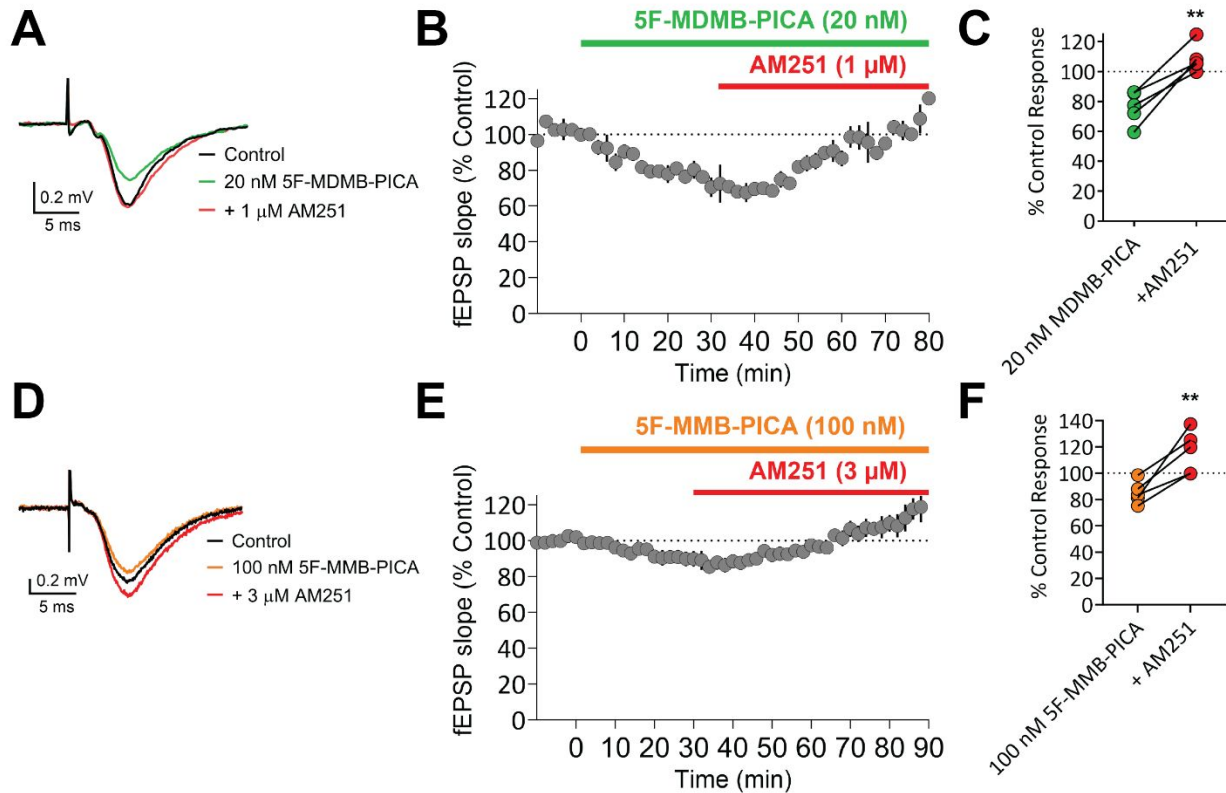 A
Control
20 nM 5F-MDMB-PICA
+ 1 μM AM251
0.2 mV
5 ms
B
5F-MDMB-PICA (20 nM)
AM251 (1 µM)
fEPSP slope (% Control)
120
100
80
60
40
20
0
0 10 20 30 40 50 60 70 80
Time (min)
C
**
% Control Response
120
100
80
60
40
20
0
20 nM MDMB-PICA
+AM251
D
Control
100 nM 5F-MMB-PICA
+ 3 μM AM251
0.2 mV
5 ms
E
5F-MMB-PICA (100 nM)
AM251 (3 µM)
fEPSP slope (% Control)
120
100
80
60
40
20
0
0 10 20 30 40 50 60 70 80 90
Time (min)
F
**
% Control Response
140
120
100
80
60
40
20
0
100 nM 5F-MMB-PICA
+ AM251